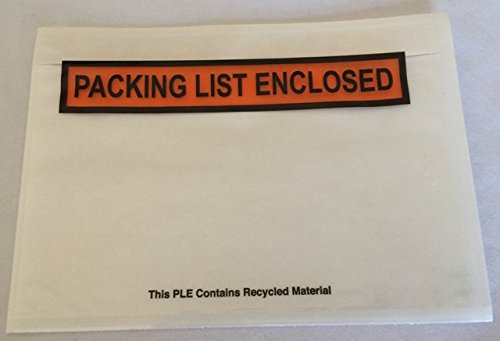 PACKING LIST ENCLOSED
This PLE Contains Recycled Material